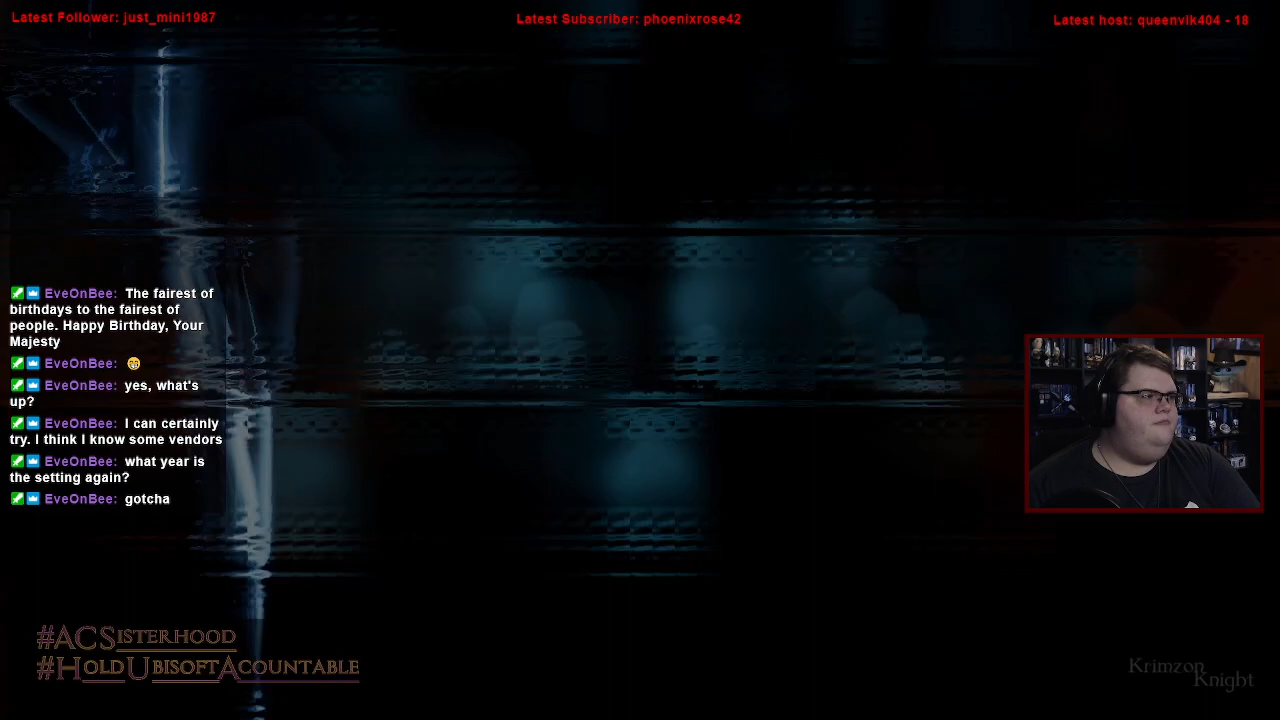 Latest Follower: just_mini1987
Latest Subscriber: phoenixrose42
Latest host: queenvik404 - 18
EveOnBee: The fairest of
birthdays to the fairest of
people. Happy Birthday, Your
Majesty
EveOnBee: 😁
EveOnBee: yes, what's
up?
EveOnBee: I can certainly
try. I think I know some vendors
EveOnBee: what year is
the setting again?
EveOnBee: gotcha
#ACSisterhood
#HoldUbisoftAcountable
Krimzon
Knight